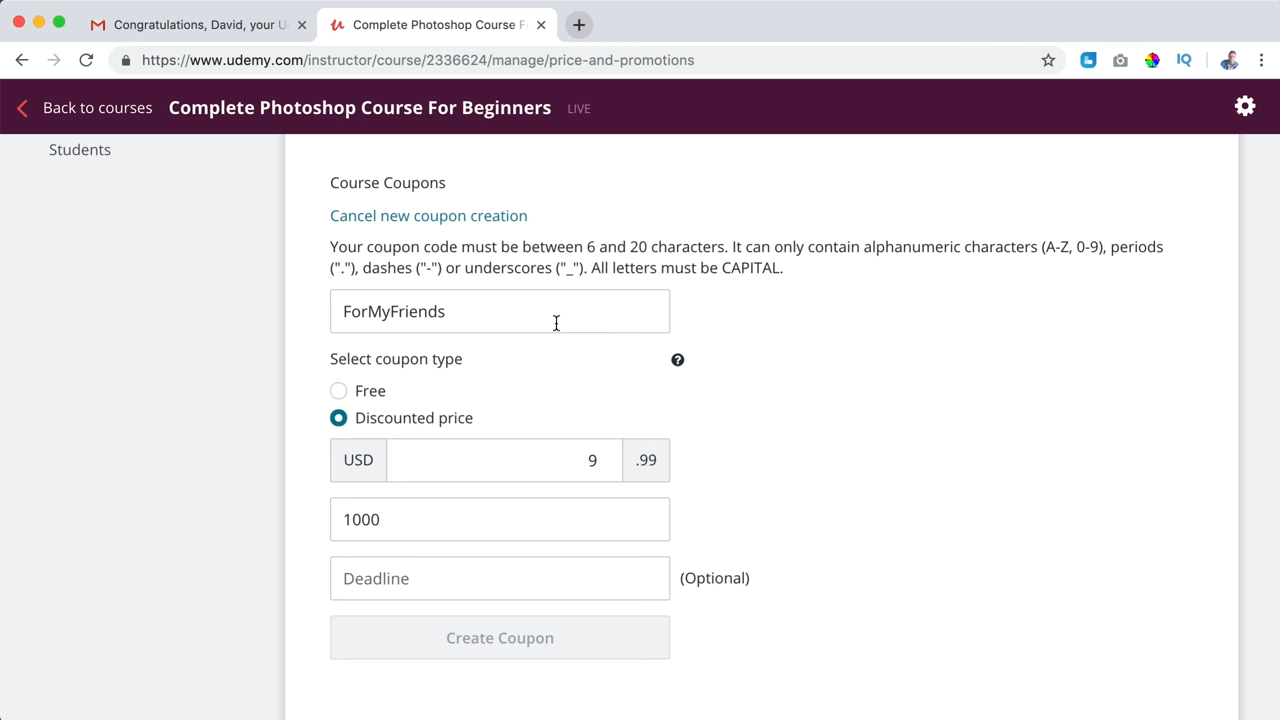 Congratulations, David, your U
Complete Photoshop Course F
https://www.udemy.com/instructor/course/2336624/manage/price-and-promotions
IQ
Back to courses
Complete Photoshop Course For Beginners
LIVE
Students
Course Coupons
Cancel new coupon creation
Your coupon code must be between 6 and 20 characters. It can only contain alphanumeric characters (A-Z, 0-9), periods
("."), dashes ("-") or underscores ("_"). All letters must be CAPITAL.
ForMyFriends
Select coupon type
?
Free
Discounted price
USD 9 .99
1000
Deadline (Optional)
Create Coupon